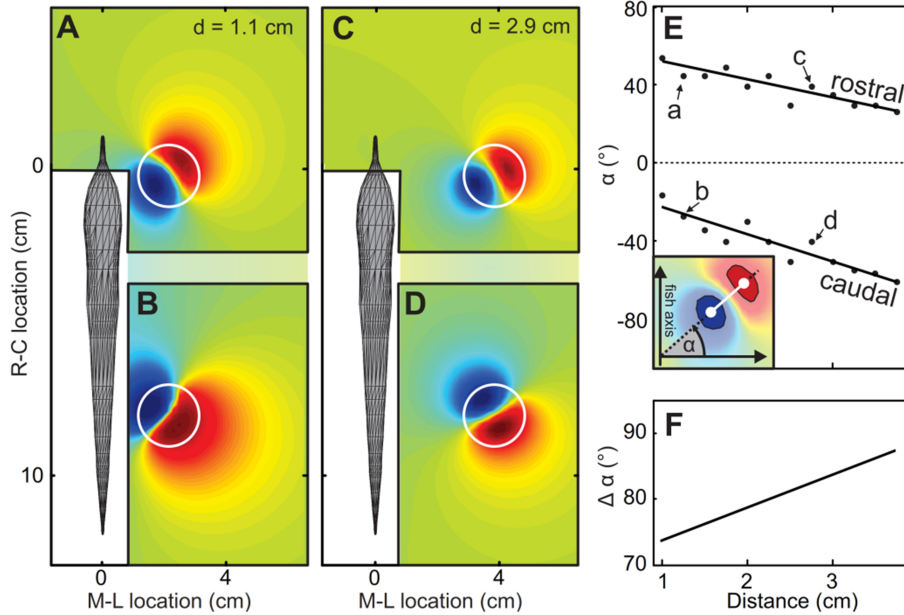 A
d = 1.1 cm
C
d = 2.9 cm
B
D
0
10
R-C location (cm)
0
4
M-L location (cm)
0
4
M-L location (cm)
E
80
40
0
-40
-80
α (°)
a
c
rostral
b
d
caudal
fish axis
α
F
90
80
70
Δ α (°)
1
2
3
Distance (cm)